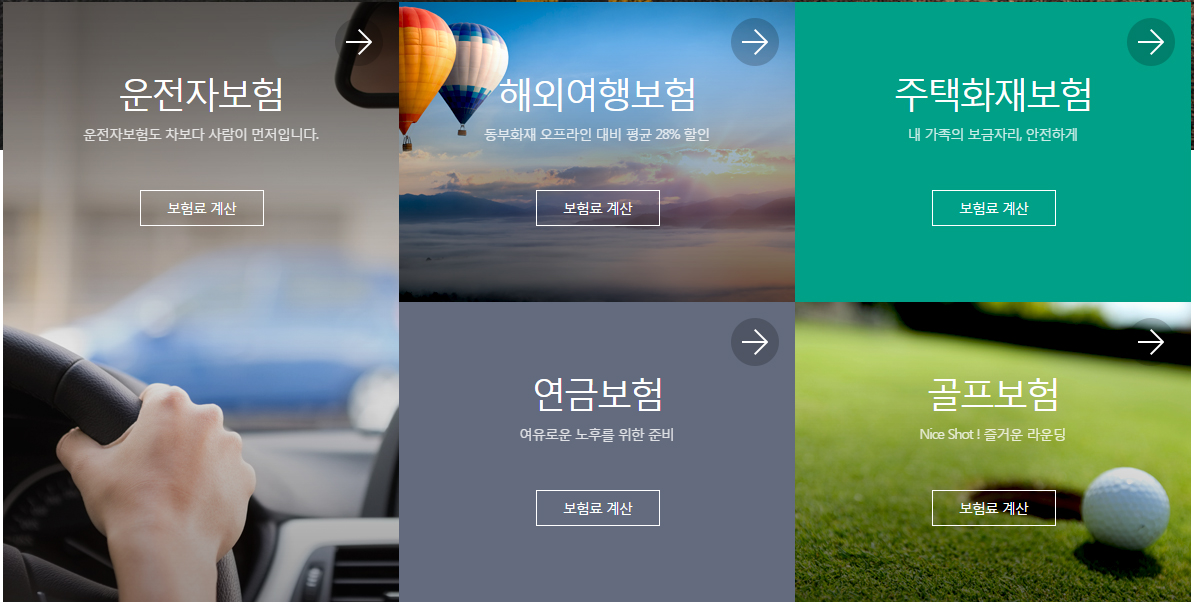 운전자보험
운전자보험도 차보다 사람이 먼저입니다.
보험료 계산
해외여행보험
동부화재 오프라인 대비 평균 28% 할인
보험료 계산
주택화재보험
내 가족의 보금자리, 안전하게
보험료 계산
연금보험
여유로운 노후를 위한 준비
보험료 계산
골프보험
Nice Shot ! 즐거운 라운딩
보험료 계산